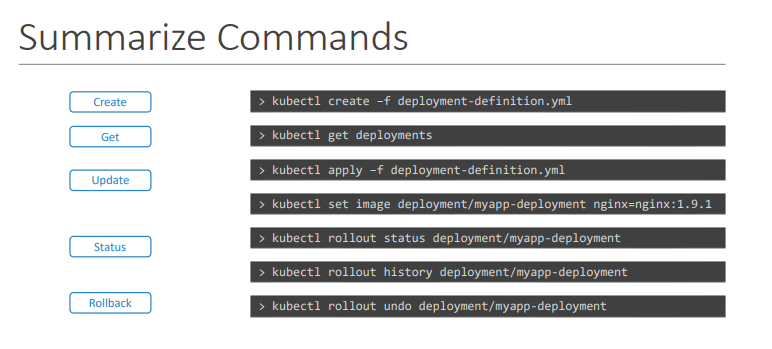 Summarize Commands
Create
> kubectl create –f deployment-definition.yml
Get
> kubectl get deployments
Update
> kubectl apply –f deployment-definition.yml
> kubectl set image deployment/myapp-deployment nginx=nginx:1.9.1
Status
> kubectl rollout status deployment/myapp-deployment
> kubectl rollout history deployment/myapp-deployment
Rollback
> kubectl rollout undo deployment/myapp-deployment